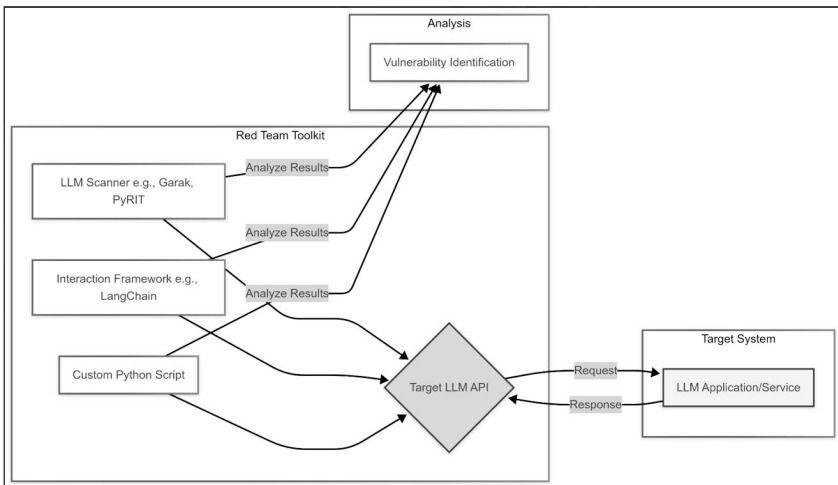 Analysis
Vulnerability Identification
Red Team Toolkit
LLM Scanner e.g., Garak,
PyRIT
Analyze Results
Analyze Results
Interaction Framework e.g.,
LangChain
Analyze Results
Custom Python Script
Target LLM API
Request
Response
Target System
LLM Application/Service